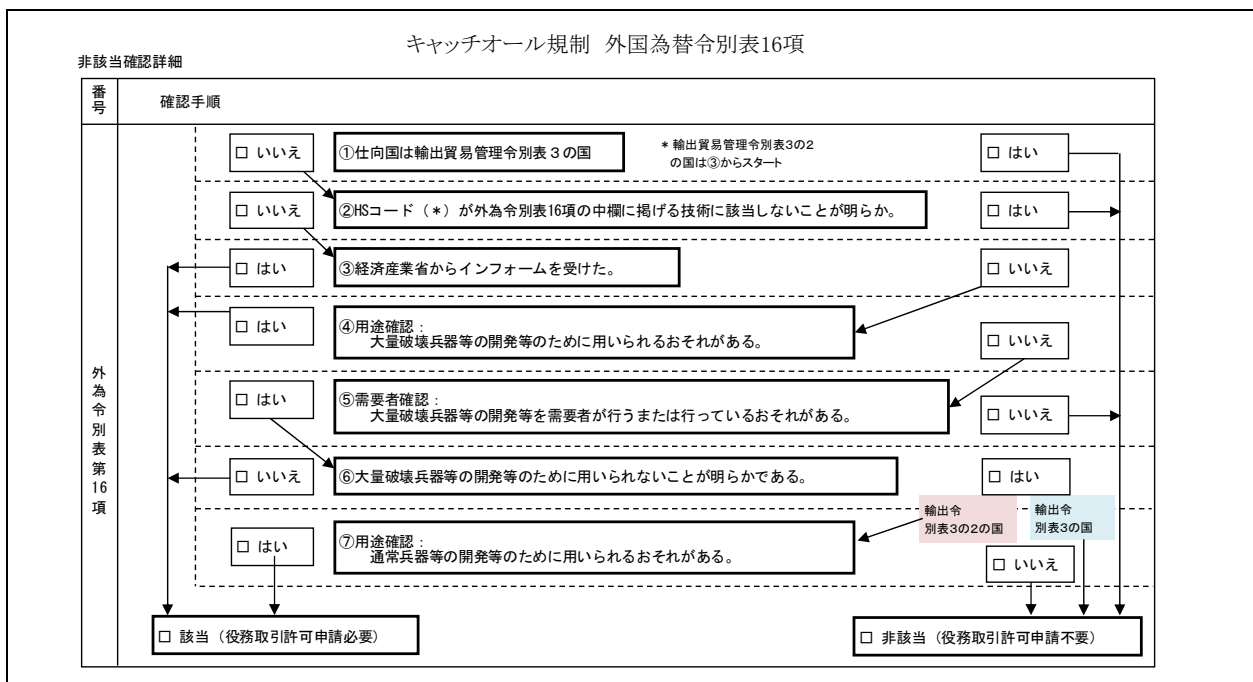 キャッチオール規制 外国為替令別表16項
非該当確認詳細
番号
確認手順
外為令別表第16項
□ いいえ
①仕向国は輸出貿易管理令別表３の国
* 輸出貿易管理令別表3の2
の国は③からスタート
□ はい
□ いいえ
②HSコード（*）が外為令別表16項の中欄に掲げる技術に該当しないことが明らか。
□ はい
□ はい
③経済産業省からインフォームを受けた。
□ いいえ
□ はい
④用途確認：
大量破壊兵器等の開発等のために用いられるおそれがある。
□ いいえ
□ はい
⑤需要者確認：
大量破壊兵器等の開発等を需要者が行うまたは行っているおそれがある。
□ いいえ
□ いいえ
⑥大量破壊兵器等の開発等のために用いられないことが明らかである。
□ はい
輸出令
別表3の2の国
輸出令
別表3の国
□ はい
⑦用途確認：
通常兵器等の開発等のために用いられるおそれがある。
□ いいえ
□ 該当（役務取引許可申請必要）
□ 非該当（役務取引許可申請不要）